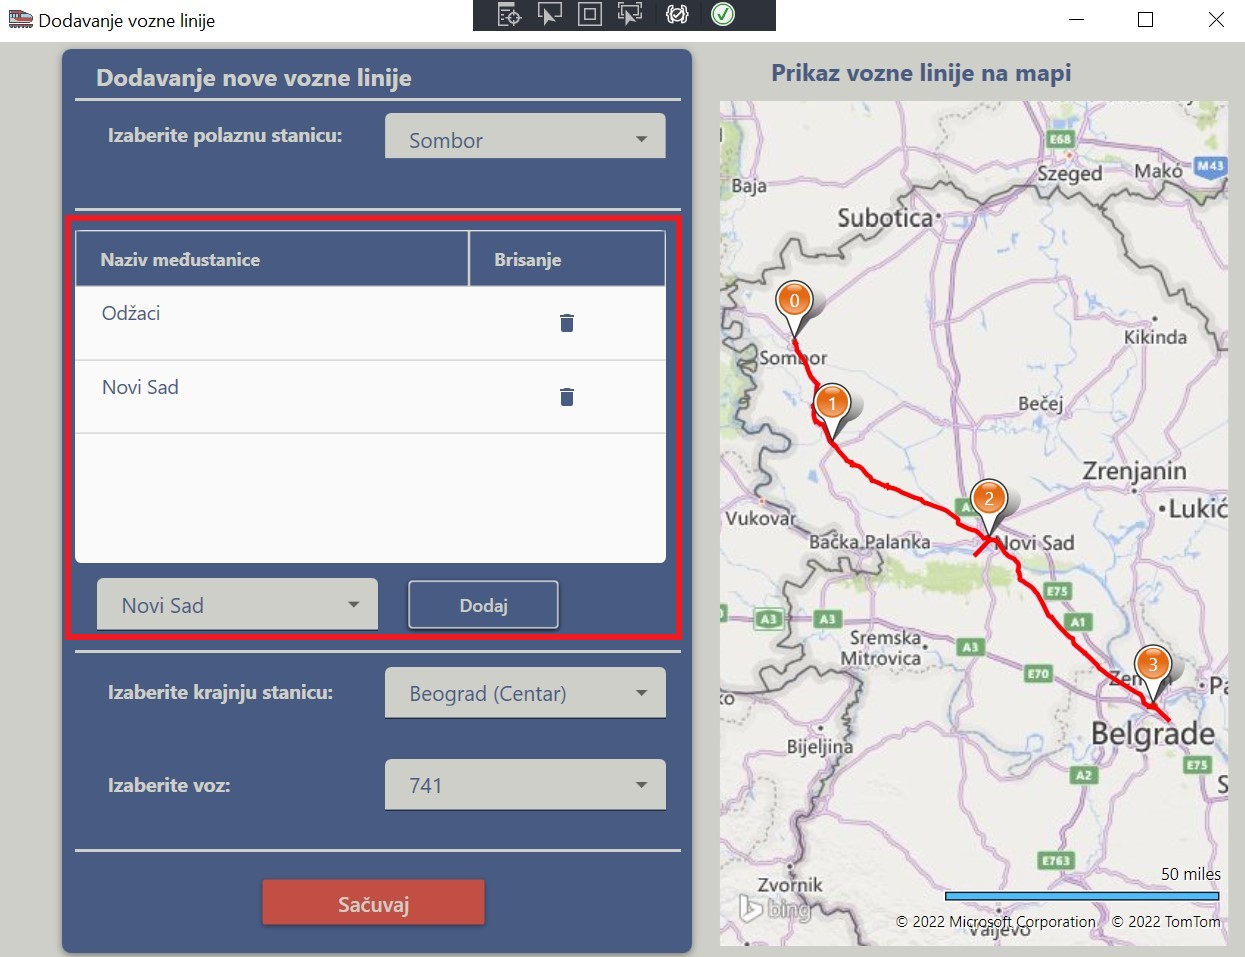 Dodavanje vozne linije
Dodavanje nove vozne linije
Izaberite polaznu stanicu:
Sombor
Naziv međustanice
Brisanje
Odžaci
Novi Sad
Novi Sad
Dodaj
Izaberite krajnju stanicu:
Beograd (Centar)
Izaberite voz:
741
Sačuvaj
Prikaz vozne linije na mapi
E68
Szeged
Makó
M43
Baja
Subotica
0
Sombor
Kikinda
1
Bečej
Zrenjanin
2
Lukić
Vukovar
Bačka Palanka
Novi Sad
E75
A3
A3
A1
Sremska
Mitrovica
A3
E70
3
Belgrade
Bijeljina
E75
A2
E763
Zvornik
50 miles
bing
Valjevo
© 2022 Microsoft Corporation © 2022 TomTom